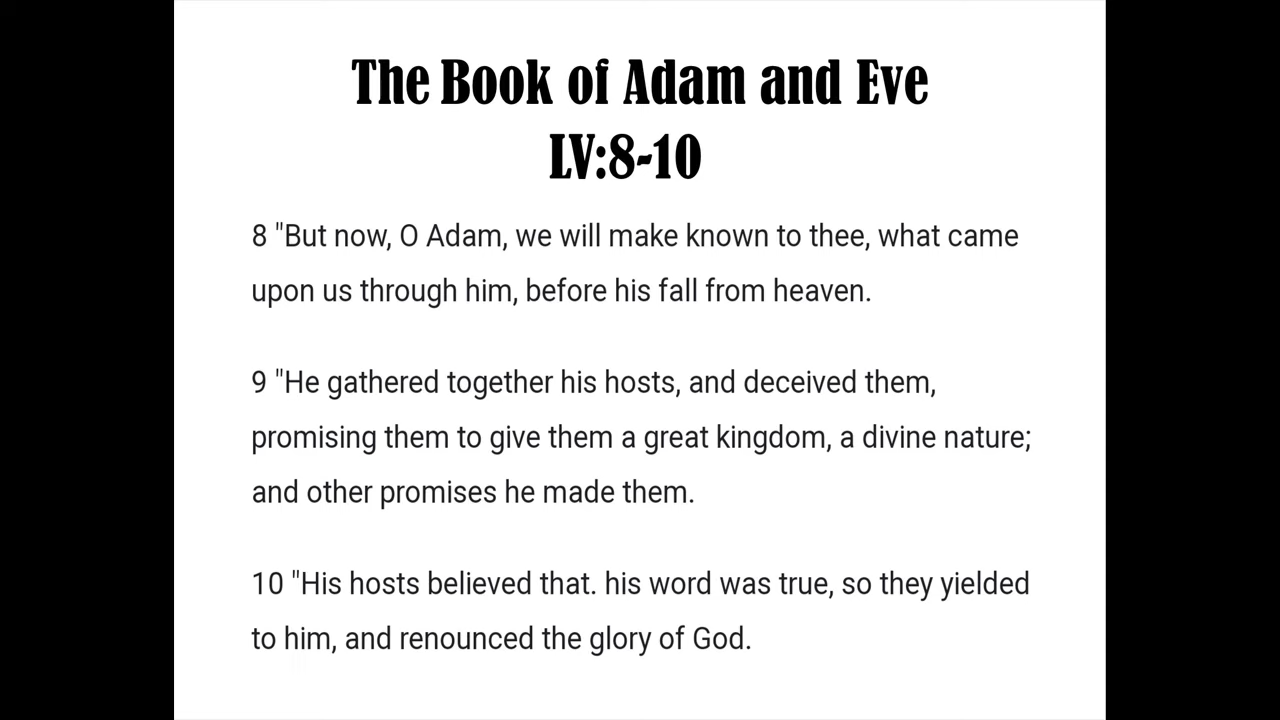 The Book of Adam and Eve
LV:8-10
8 "But now, O Adam, we will make known to thee, what came
upon us through him, before his fall from heaven.
9 "He gathered together his hosts, and deceived them,
promising them to give them a great kingdom, a divine nature;
and other promises he made them.
10 "His hosts believed that. his word was true, so they yielded
to him, and renounced the glory of God.